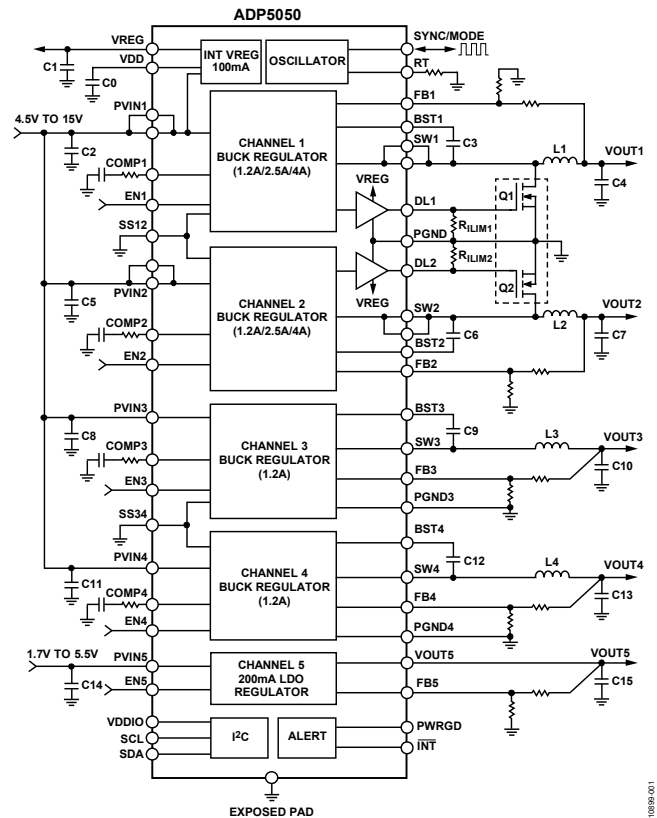 ADP5050
VREG
C1
VDD
C0
INT VREG
100mA
OSCILLATOR
SYNC/MODE
RT
FB1
BST1
SW1
C3
L1
VOUT1
C4
4.5V TO 15V
PVIN1
C2
COMP1
EN1
CHANNEL 1
BUCK REGULATOR
(1.2A/2.5A/4A)
VREG
DL1
Q1
RILIM1
PGND
SS12
RILIM2
DL2
Q2
VREG
PVIN2
C5
COMP2
EN2
CHANNEL 2
BUCK REGULATOR
(1.2A/2.5A/4A)
SW2
L2
VOUT2
C6
C7
BST2
FB2
PVIN3
C8
COMP3
EN3
CHANNEL 3
BUCK REGULATOR
(1.2A)
BST3
C9
SW3
L3
VOUT3
C10
FB3
PGND3
SS34
PVIN4
C11
COMP4
EN4
CHANNEL 4
BUCK REGULATOR
(1.2A)
BST4
C12
SW4
L4
VOUT4
C13
FB4
PGND4
1.7V TO 5.5V
PVIN5
C14
EN5
CHANNEL 5
200mA LDO
REGULATOR
VOUT5
VOUT5
C15
FB5
VDDIO
SCL
SDA
I2C
ALERT
PWRGD
INT
EXPOSED PAD
10899-001